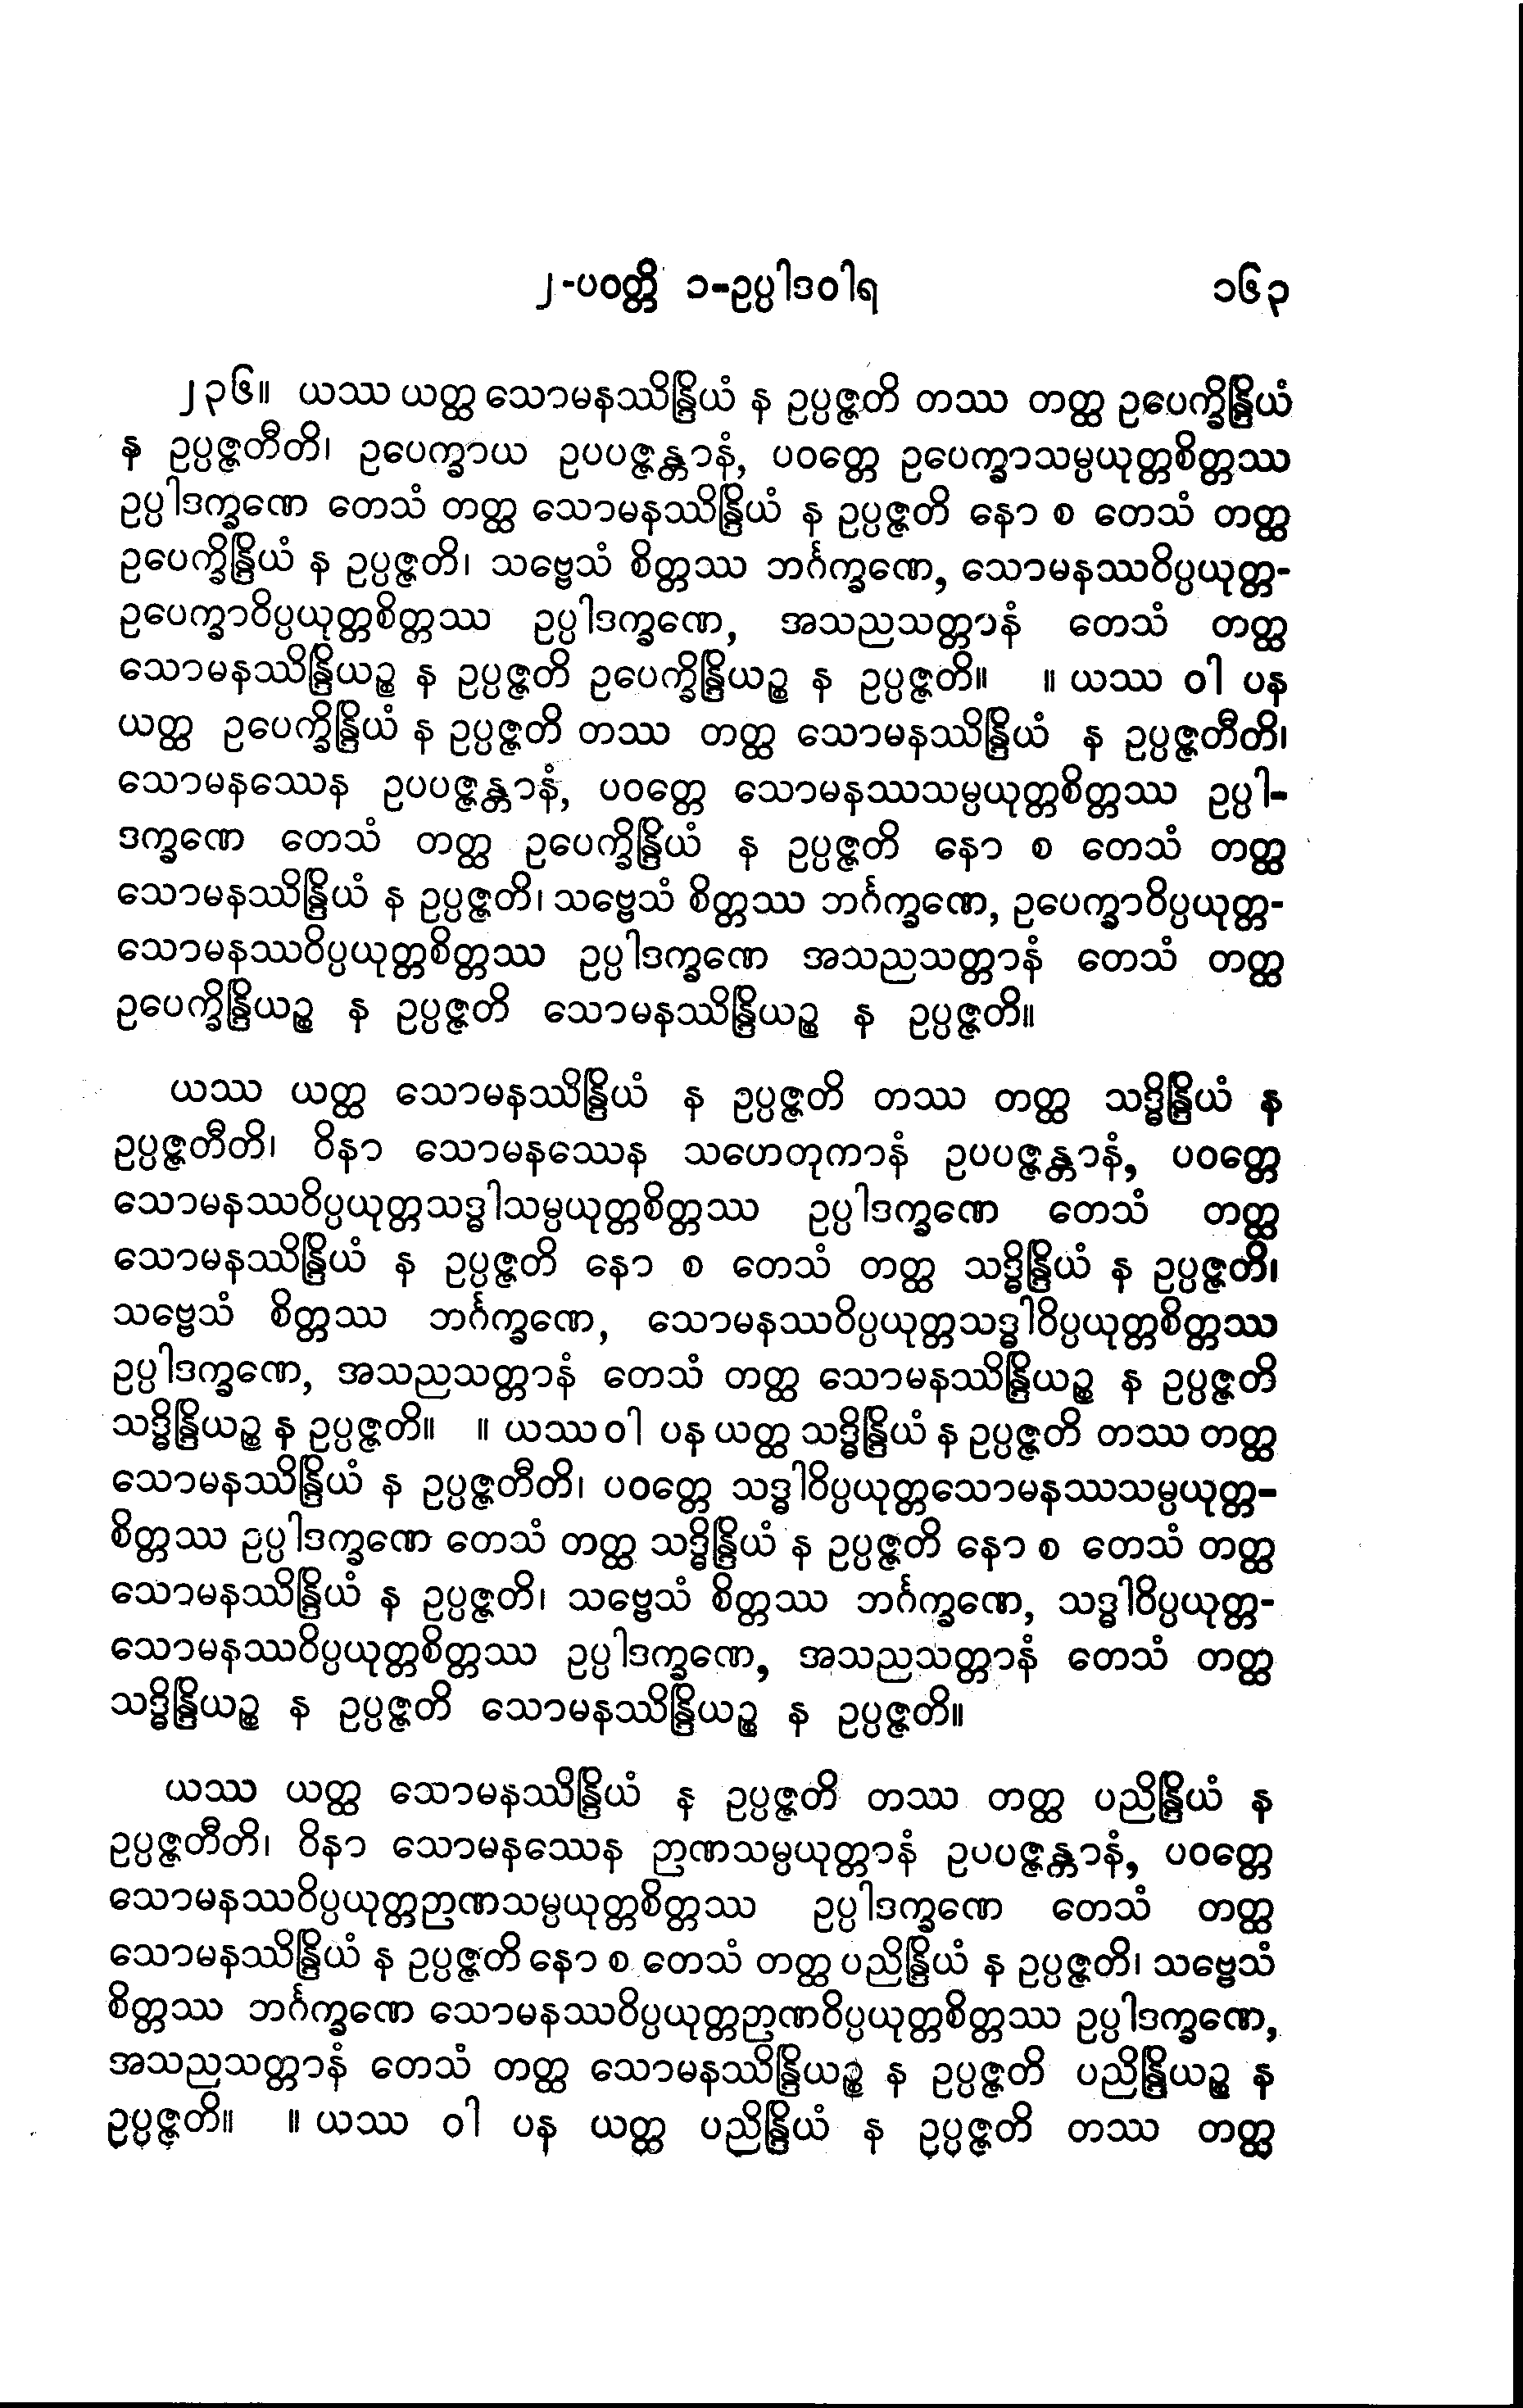 ၂-ပဝတ္တိ ၁-ဥပ္ပါဒဝါရ ၁၆၃
၂၃၆။ ယဿ ယတ္ထ သောမနဿိန္ဒြိယံ န ဥပ္ပဇ္ဇတိ တဿ တတ္ထ ဥပေက္ခိန္ဒြိယံ
န ဥပ္ပဇ္ဇတီတိ၊ ဥပေက္ခာယ ဥပပဇ္ဇန္တာနံ, ပဝတ္တေ ဥပေက္ခာသမ္ပယုတ္တစိတ္တဿ
ဥပ္ပါဒက္ခဏေ တေသံ တတ္ထ သောမနဿိန္ဒြိယံ န ဥပ္ပဇ္ဇတိ နော စ တေသံ တတ္ထ
ဥပေက္ခိန္ဒြိယံ န ဥပ္ပဇ္ဇတိ၊ သဗ္ဗေသံ စိတ္တဿ ဘင်္ဂက္ခဏေ, သောမနဿဝိပ္ပယုတ္တ-
ဥပေက္ခာဝိပ္ပယုတ္တစိတ္တဿ ဥပ္ပါဒက္ခဏေ, အသညသတ္တာနံ တေသံ တတ္ထ
သောမနဿိန္ဒြိယဉ္စ န ဥပ္ပဇ္ဇတိ ဥပေက္ခိန္ဒြိယဉ္စ န ဥပ္ပဇ္ဇတိ။ ။ ယဿ ဝါ ပန
ယတ္ထ ဥပေက္ခိန္ဒြိယံ န ဥပ္ပဇ္ဇတိ တဿ တတ္ထ သောမနဿိန္ဒြိယံ န ဥပ္ပဇ္ဇတီတိ၊
သောမနဿေန ဥပပဇ္ဇန္တာနံ, ပဝတ္တေ သောမနဿသမ္ပယုတ္တစိတ္တဿ ဥပ္ပါ-
ဒက္ခဏေ တေသံ တတ္ထ ဥပေက္ခိန္ဒြိယံ န ဥပ္ပဇ္ဇတိ နော စ တေသံ တတ္ထ
သောမနဿိန္ဒြိယံ န ဥပ္ပဇ္ဇတိ၊ သဗ္ဗေသံ စိတ္တဿ ဘင်္ဂက္ခဏေ, ဥပေက္ခာဝိပ္ပယုတ္တ-
သောမနဿဝိပ္ပယုတ္တစိတ္တဿ ဥပ္ပါဒက္ခဏေ အသညသတ္တာနံ တေသံ တတ္ထ
ဥပေက္ခိန္ဒြိယဉ္စ န ဥပ္ပဇ္ဇတိ သောမနဿိန္ဒြိယဉ္စ န ဥပ္ပဇ္ဇတိ။
ယဿ ယတ္ထ သောမနဿိန္ဒြိယံ န ဥပ္ပဇ္ဇတိ တဿ တတ္ထ သဒ္ဓိန္ဒြိယံ န
ဥပ္ပဇ္ဇတီတိ၊ ဝိနာ သောမနဿေန သဟေတုကာနံ ဥပပဇ္ဇန္တာနံ, ပဝတ္တေ
သောမနဿဝိပ္ပယုတ္တသဒ္ဓါသမ္ပယုတ္တစိတ္တဿ ဥပ္ပါဒက္ခဏေ တေသံ တတ္ထ
သောမနဿိန္ဒြိယံ န ဥပ္ပဇ္ဇတိ နော စ တေသံ တတ္ထ သဒ္ဓိန္ဒြိယံ န ဥပ္ပဇ္ဇတိ၊
သဗ္ဗေသံ စိတ္တဿ ဘင်္ဂက္ခဏေ, သောမနဿဝိပ္ပယုတ္တသဒ္ဓါဝိပ္ပယုတ္တစိတ္တဿ
ဥပ္ပါဒက္ခဏေ, အသညသတ္တာနံ တေသံ တတ္ထ သောမနဿိန္ဒြိယဉ္စ န ဥပ္ပဇ္ဇတိ
သဒ္ဓိန္ဒြိယဉ္စ န ဥပ္ပဇ္ဇတိ။ ။ ယဿ ဝါ ပန ယတ္ထ သဒ္ဓိန္ဒြိယံ န ဥပ္ပဇ္ဇတိ တဿ တတ္ထ
သောမနဿိန္ဒြိယံ န ဥပ္ပဇ္ဇတီတိ၊ ပဝတ္တေ သဒ္ဓါဝိပ္ပယုတ္တသောမနဿသမ္ပယုတ္တ-
စိတ္တဿ ဥပ္ပါဒက္ခဏေ တေသံ တတ္ထ သဒ္ဓိန္ဒြိယံ န ဥပ္ပဇ္ဇတိ နော စ တေသံ တတ္ထ
သောမနဿိန္ဒြိယံ န ဥပ္ပဇ္ဇတိ၊ သဗ္ဗေသံ စိတ္တဿ ဘင်္ဂက္ခဏေ, သဒ္ဓါဝိပ္ပယုတ္တ-
သောမနဿဝိပ္ပယုတ္တစိတ္တဿ ဥပ္ပါဒက္ခဏေ, အသညသတ္တာနံ တေသံ တတ္ထ
သဒ္ဓိန္ဒြိယဉ္စ န ဥပ္ပဇ္ဇတိ သောမနဿိန္ဒြိယဉ္စ န ဥပ္ပဇ္ဇတိ။
ယဿ ယတ္ထ သောမနဿိန္ဒြိယံ န ဥပ္ပဇ္ဇတိ တဿ တတ္ထ ပညိန္ဒြိယံ န
ဥပ္ပဇ္ဇတီတိ၊ ဝိနာ သောမနဿေန ဉာဏသမ္ပယုတ္တာနံ ဥပပဇ္ဇန္တာနံ, ပဝတ္တေ
သောမနဿဝိပ္ပယုတ္တဉာဏသမ္ပယုတ္တစိတ္တဿ ဥပ္ပါဒက္ခဏေ တေသံ တတ္ထ
သောမနဿိန္ဒြိယံ န ဥပ္ပဇ္ဇတိ နော စ တေသံ တတ္ထ ပညိန္ဒြိယံ န ဥပ္ပဇ္ဇတိ၊ သဗ္ဗေသံ
စိတ္တဿ ဘင်္ဂက္ခဏေ သောမနဿဝိပ္ပယုတ္တဉာဏဝိပ္ပယုတ္တစိတ္တဿ ဥပ္ပါဒက္ခဏေ,
အသညသတ္တာနံ တေသံ တတ္ထ သောမနဿိန္ဒြိယဉ္စ န ဥပ္ပဇ္ဇတိ ပညိန္ဒြိယဉ္စ န
ဥပ္ပဇ္ဇတိ။ ။ ယဿ ဝါ ပန ယတ္ထ ပညိန္ဒြိယံ န ဥပ္ပဇ္ဇတိ တဿ တတ္ထ